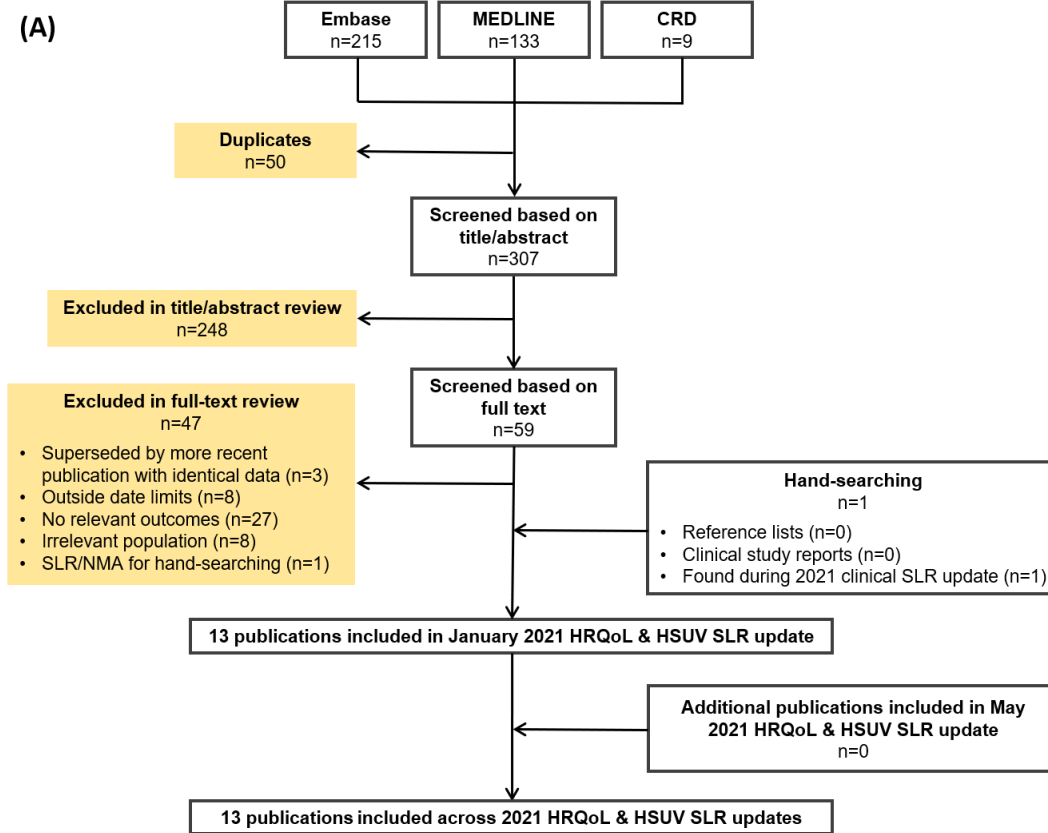 (A)
Embase
n=215
MEDLINE
n=133
CRD
n=9
Duplicates
n=50
Screened based on
title/abstract
n=307
Excluded in title/abstract review
n=248
Screened based on
full text
n=59
Excluded in full-text review
n=47
• Superseded by more recent
publication with identical data (n=3)
• Outside date limits (n=8)
• No relevant outcomes (n=27)
• Irrelevant population (n=8)
• SLR/NMA for hand-searching (n=1)
Hand-searching
n=1
• Reference lists (n=0)
• Clinical study reports (n=0)
• Found during 2021 clinical SLR update (n=1)
13 publications included in January 2021 HRQoL & HSUV SLR update
Additional publications included in May
2021 HRQoL & HSUV SLR update
n=0
13 publications included across 2021 HRQoL & HSUV SLR updates